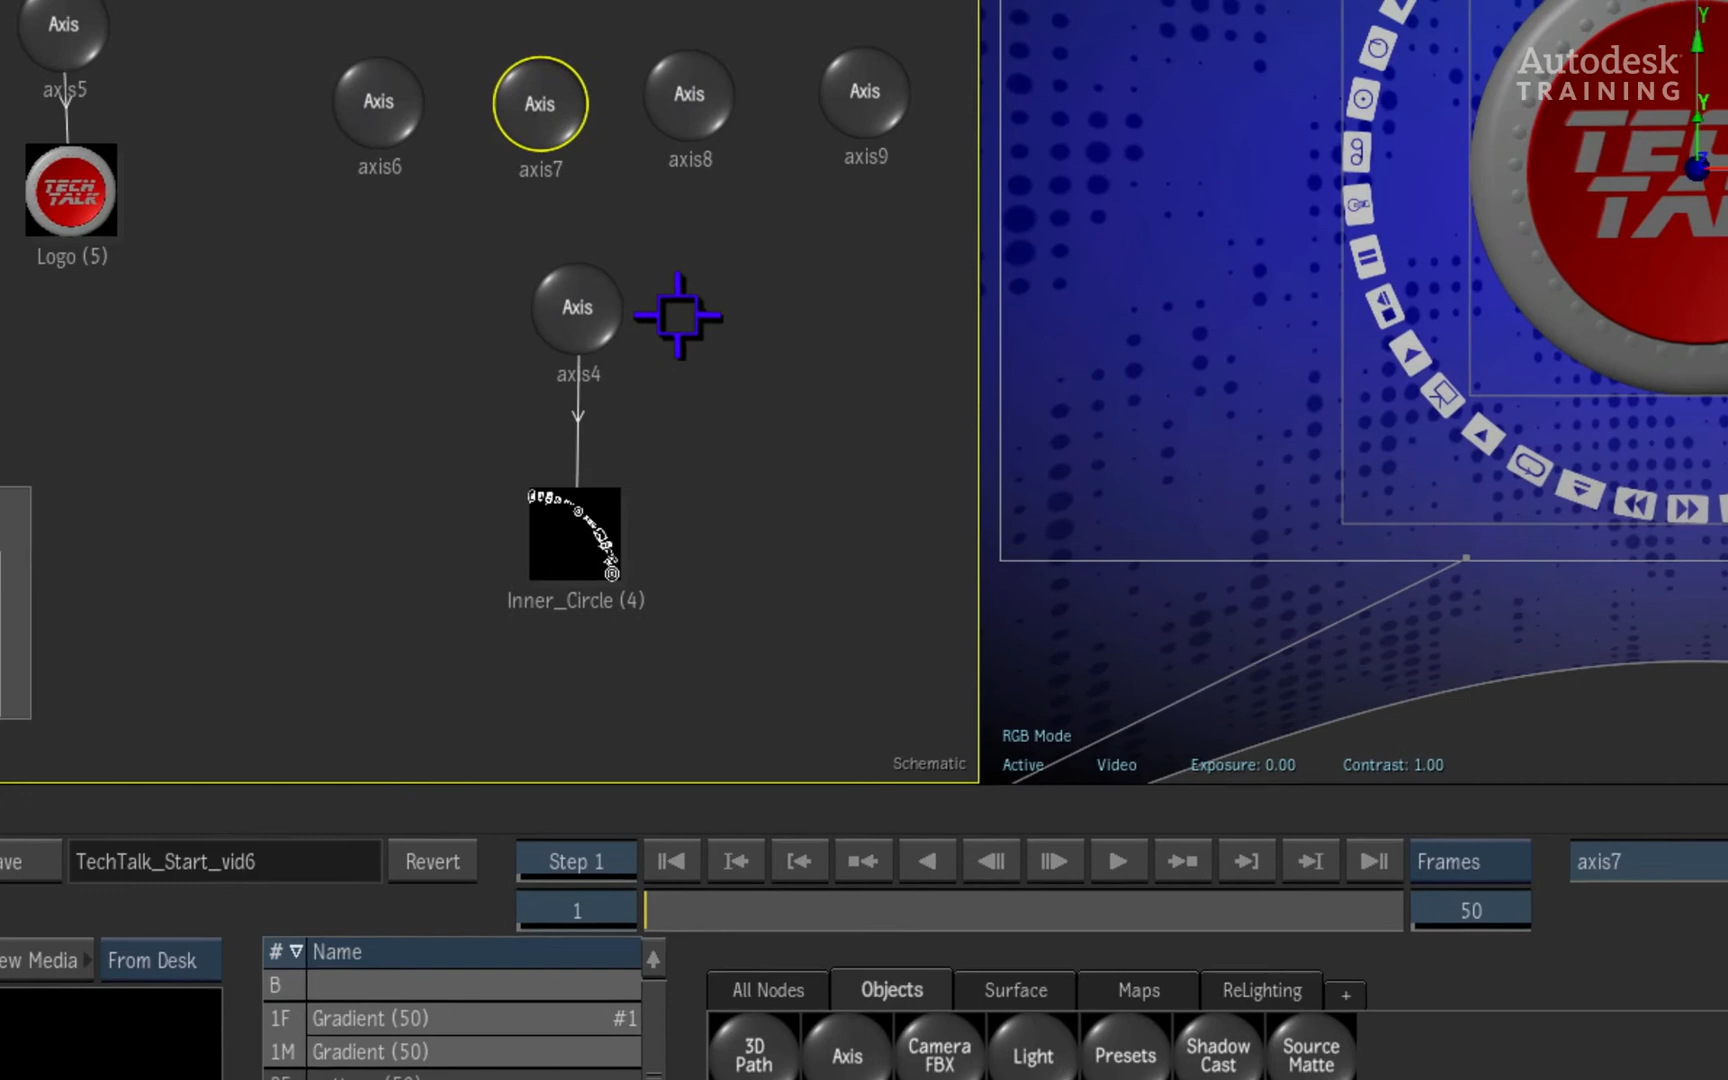 Axis
axis5
TECH
TALK
Logo (5)
Axis
axis6
Axis
axis7
Axis
axis8
Axis
axis9
Axis
axis4
Inner_Circle (4)
Schematic
Autodesk
TRAINING
Y
Y
RGB Mode
Active Video Exposure: 0.00 Contrast: 1.00
TechTalk_Start_vid6 Revert Step 1 Frames axis7
1 50
From Desk # Name
B
1F Gradient (50) #1
1M Gradient (50)
All Nodes Objects Surface Maps ReLighting +
3D Path Axis Camera FBX Light Presets Shadow Cast Source Matte